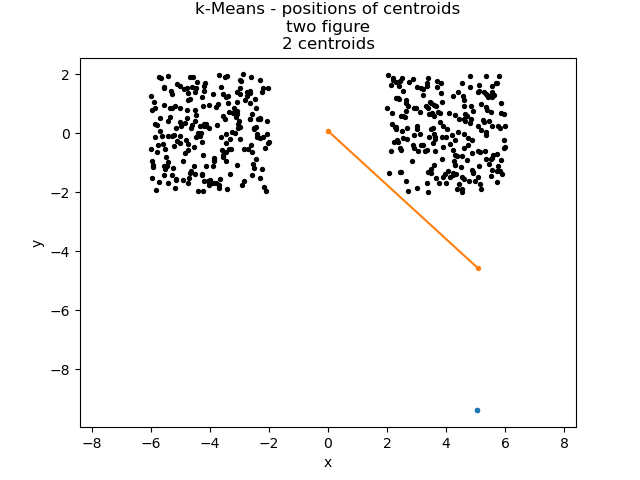 k-Means - positions of centroids
two figure
2 centroids
2
0
−2
−4
−6
−8
y
−8 −6 −4 −2 0 2 4 6 8
x